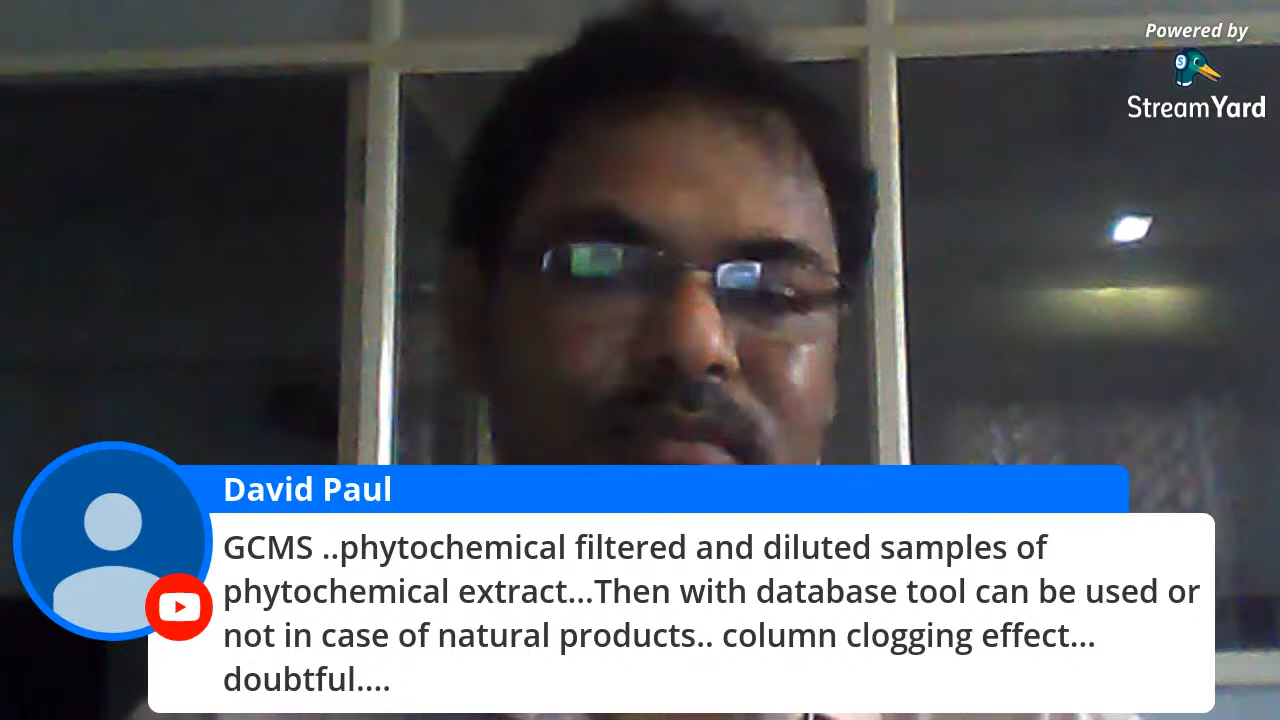 Powered by
StreamYard
David Paul
GCMS ..phytochemical filtered and diluted samples of
phytochemical extract...Then with database tool can be used or
not in case of natural products.. column clogging effect...
doubtful....